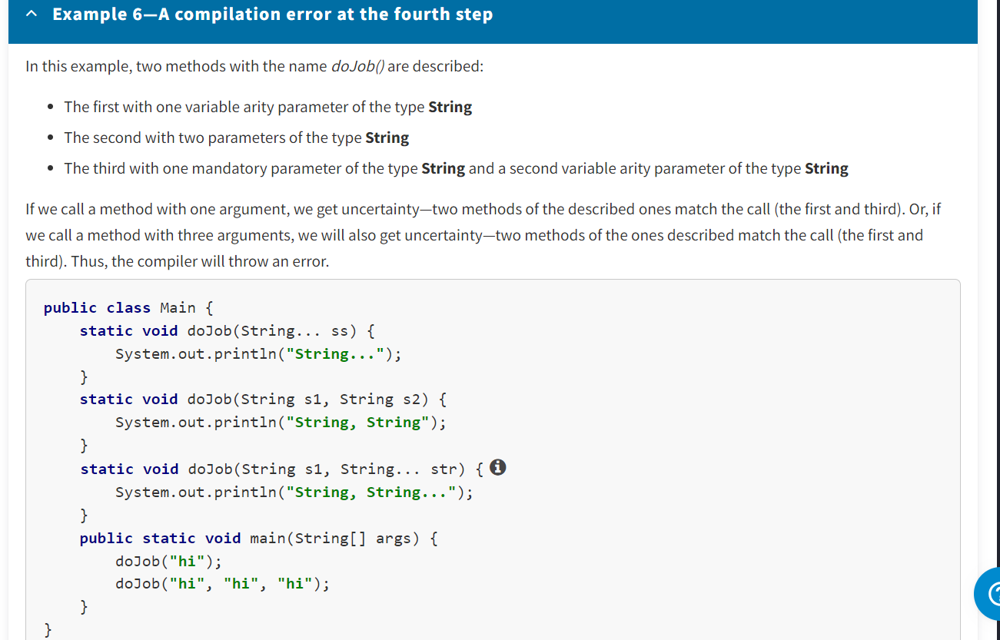 Example 6—A compilation error at the fourth step
In this example, two methods with the name doJob() are described:
• The first with one variable arity parameter of the type String
• The second with two parameters of the type String
• The third with one mandatory parameter of the type String and a second variable arity parameter of the type String
If we call a method with one argument, we get uncertainty—two methods of the described ones match the call (the first and third). Or, if
we call a method with three arguments, we will also get uncertainty—two methods of the ones described match the call (the first and
third). Thus, the compiler will throw an error.
public class Main {
    static void doJob(String... ss) {
        System.out.println("String...");
    }
    static void doJob(String s1, String s2) {
        System.out.println("String, String");
    }
    static void doJob(String s1, String... str) {
        System.out.println("String, String...");
    }
    public static void main(String[] args) {
        doJob("hi");
        doJob("hi", "hi", "hi");
    }
}